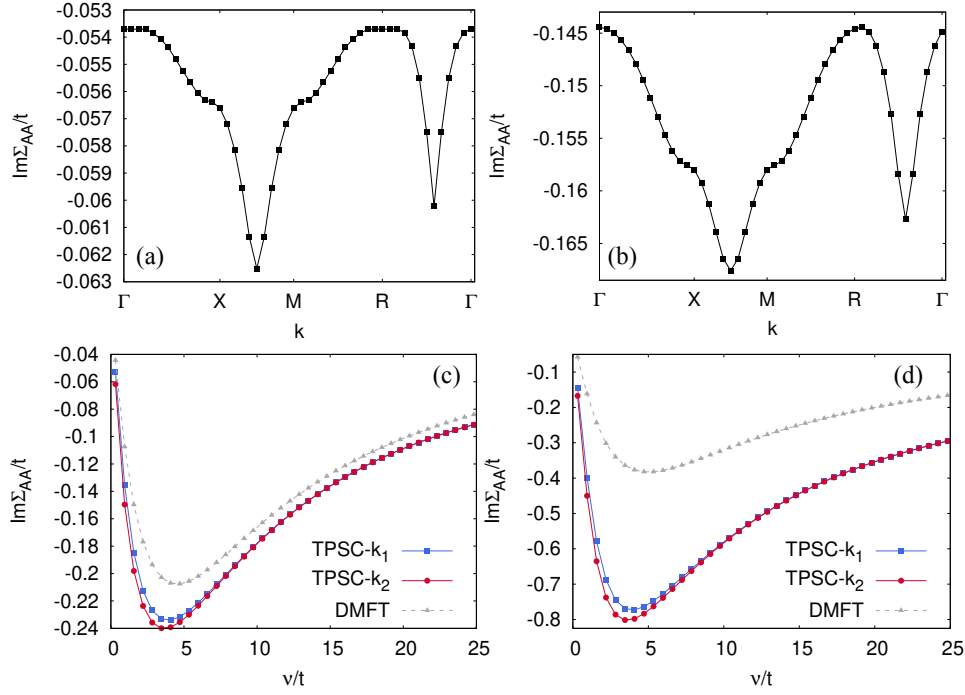 -0.053
-0.054
-0.055
-0.056
-0.057
-0.058
-0.059
-0.06
-0.061
-0.062
-0.063
ImΣAA/t
(a)
Γ X M R Γ
k
-0.145
-0.15
-0.155
-0.16
-0.165
ImΣAA/t
(b)
Γ X M R Γ
k
-0.04
-0.06
-0.08
-0.1
-0.12
-0.14
-0.16
-0.18
-0.2
-0.22
-0.24
ImΣAA/t
(c)
TPSC-k1
TPSC-k2
DMFT
0 5 10 15 20 25
ν/t
-0.1
-0.2
-0.3
-0.4
-0.5
-0.6
-0.7
-0.8
ImΣAA/t
(d)
TPSC-k1
TPSC-k2
DMFT
0 5 10 15 20 25
ν/t